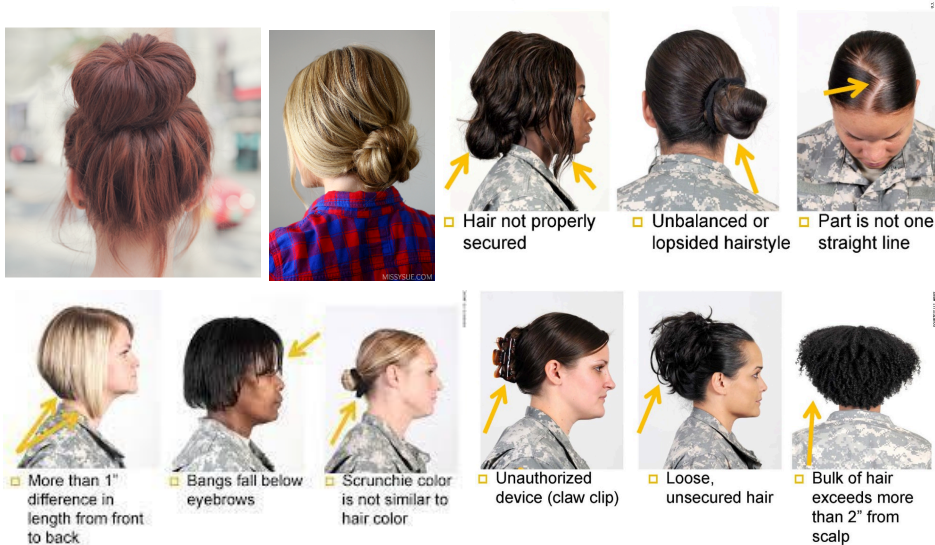 MISSYSUE.COM
Hair not properly
secured
Unbalanced or
lopsided hairstyle
Part is not one
straight line
More than 1"
difference in
length from front
to back
Bangs fall below
eyebrows
Scrunchie color
is not similar to
hair color
Unauthorized
device (claw clip)
Loose,
unsecured hair
Bulk of hair
exceeds more
than 2" from
scalp